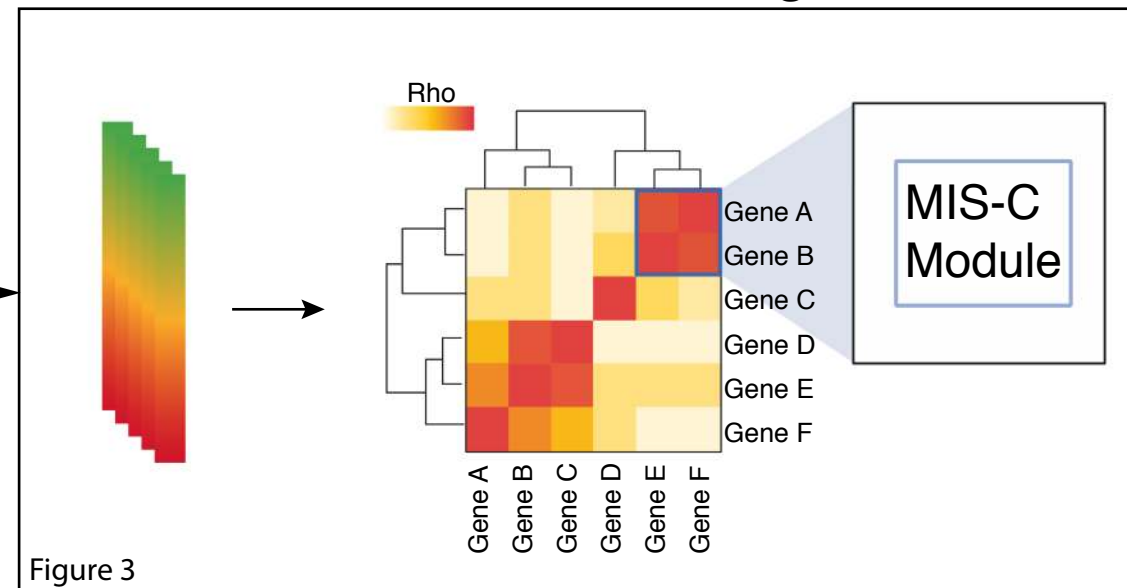 Rho
Gene A
Gene B
Gene C
Gene D
Gene E
Gene F
Gene A
Gene B
Gene C
Gene D
Gene E
Gene F
MIS-C
Module
Figure 3